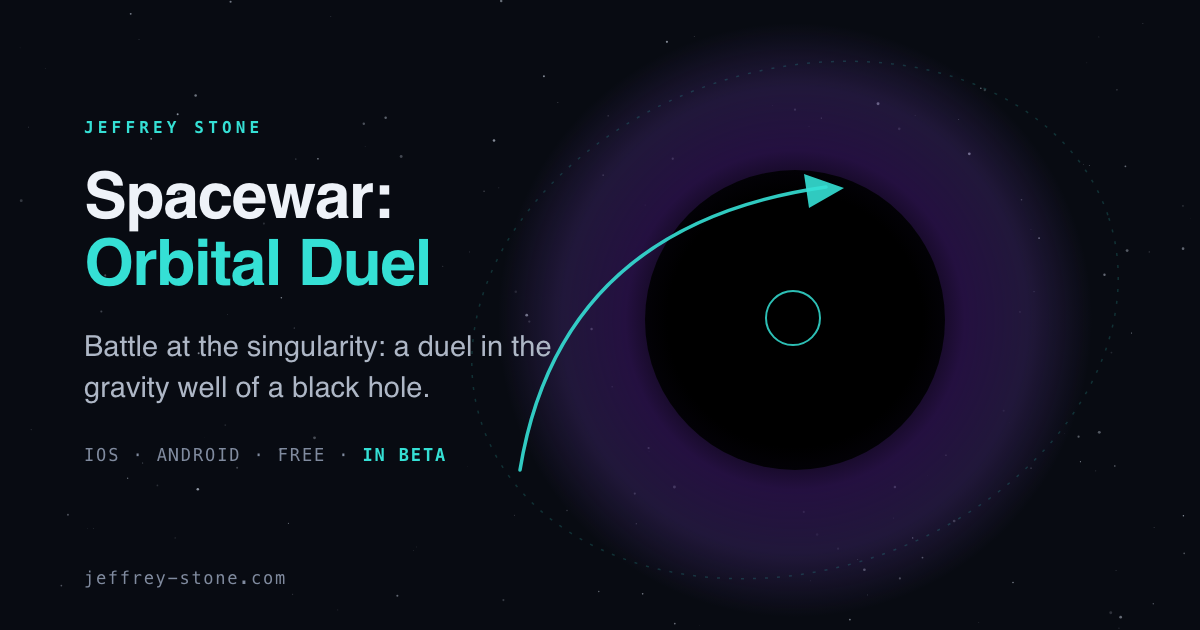 JEFFREY STONE
Spacewar:
Orbital Duel
Battle at the singularity: a duel in the
gravity well of a black hole.
IOS · ANDROID · FREE · IN BETA
jeffrey-stone.com